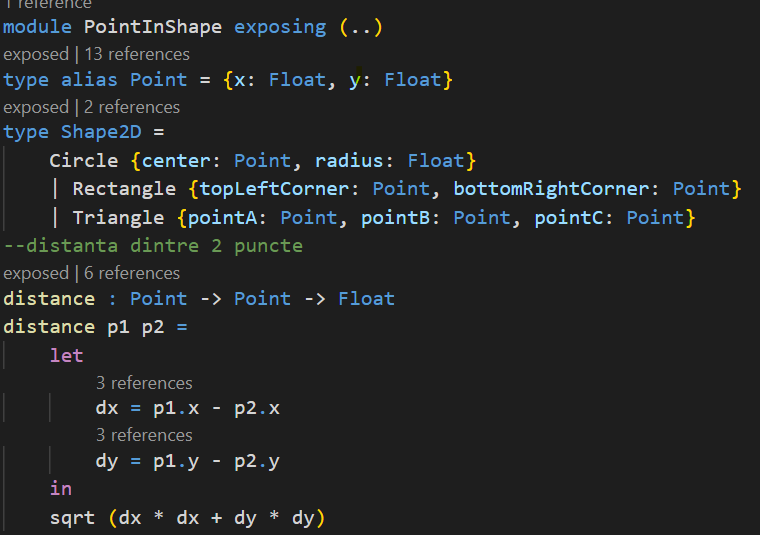 1 reference
module PointInShape exposing (..)
exposed | 13 references
type alias Point = {x: Float, y: Float}
exposed | 2 references
type Shape2D =
    Circle {center: Point, radius: Float}
    | Rectangle {topLeftCorner: Point, bottomRightCorner: Point}
    | Triangle {pointA: Point, pointB: Point, pointC: Point}
--distanta dintre 2 puncte
exposed | 6 references
distance : Point -> Point -> Float
distance p1 p2 =
    let
        3 references
        dx = p1.x - p2.x
        3 references
        dy = p1.y - p2.y
    in
    sqrt (dx * dx + dy * dy)